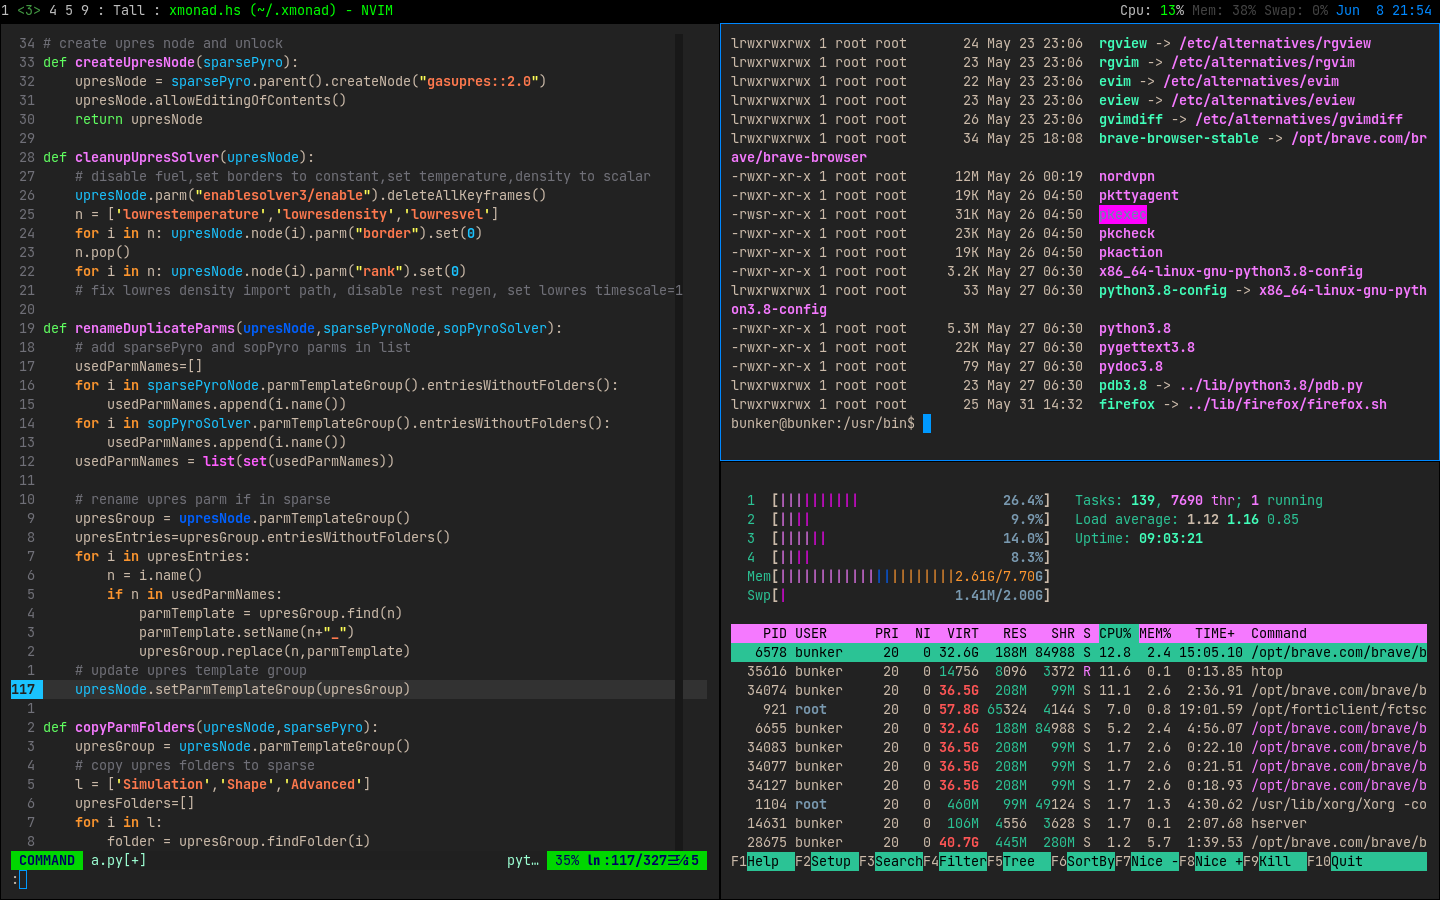 1 <3> 4 5 9 : Tall : xmonad.hs (~/.xmonad) - NVIM
Cpu: 13% Mem: 38% Swap: 0% Jun  8 21:54
34 # create upres node and unlock
33 def createUpresNode(sparsePyro):
32     upresNode = sparsePyro.parent().createNode("gasupres::2.0")
31     upresNode.allowEditingOfContents()
30     return upresNode
29
28 def cleanupUpresSolver(upresNode):
27     # disable fuel,set borders to constant,set temperature,density to scalar
26     upresNode.parm("enablesolver3/enable").deleteAllKeyframes()
25     n = ['lowrestemperature','lowresdensity','lowresvel']
24     for i in n: upresNode.node(i).parm("border").set(0)
23     n.pop()
22     for i in n: upresNode.node(i).parm("rank").set(0)
21     # fix lowres density import path, disable rest regen, set lowres timescale=1
20
19 def renameDuplicateParms(upresNode,sparsePyroNode,sopPyroSolver):
18     # add sparsePyro and sopPyro parms in list
17     usedParmNames=[]
16     for i in sparsePyroNode.parmTemplateGroup().entriesWithoutFolders():
15         usedParmNames.append(i.name())
14     for i in sopPyroSolver.parmTemplateGroup().entriesWithoutFolders():
13         usedParmNames.append(i.name())
12     usedParmNames = list(set(usedParmNames))
11
10     # rename upres parm if in sparse
9     upresGroup = upresNode.parmTemplateGroup()
8     upresEntries=upresGroup.entriesWithoutFolders()
7     for i in upresEntries:
6         n = i.name()
5         if n in usedParmNames:
4             parmTemplate = upresGroup.find(n)
3             parmTemplate.setName(n+"_")
2             upresGroup.replace(n,parmTemplate)
1     # update upres template group
117     upresNode.setParmTemplateGroup(upresGroup)
1
2 def copyParmFolders(upresNode,sparsePyro):
3     upresGroup = upresNode.parmTemplateGroup()
4     # copy upres folders to sparse
5     l = ['Simulation','Shape','Advanced']
6     upresFolders=[]
7     for i in l:
8         folder = upresGroup.findFolder(i)
COMMAND a.py[+] pyt… 35% ln:117/327
:
lrwxrwxrwx 1 root root       24 May 23 23:06  rgview -> /etc/alternatives/rgview
lrwxrwxrwx 1 root root       23 May 23 23:06  rgvim -> /etc/alternatives/rgvim
lrwxrwxrwx 1 root root       22 May 23 23:06  evim -> /etc/alternatives/evim
lrwxrwxrwx 1 root root       23 May 23 23:06  eview -> /etc/alternatives/eview
lrwxrwxrwx 1 root root       26 May 23 23:06  gvimdiff -> /etc/alternatives/gvimdiff
lrwxrwxrwx 1 root root       34 May 25 18:08  brave-browser-stable -> /opt/brave.com/br
ave/brave-browser
-rwxr-xr-x 1 root root      12M May 26 00:19  nordvpn
-rwxr-xr-x 1 root root      19K May 26 04:50  pkttyagent
-rwsr-xr-x 1 root root      31K May 26 04:50  pkexec
-rwxr-xr-x 1 root root      23K May 26 04:50  pkcheck
-rwxr-xr-x 1 root root      19K May 26 04:50  pkaction
-rwxr-xr-x 1 root root     3.2K May 27 06:30  x86_64-linux-gnu-python3.8-config
lrwxrwxrwx 1 root root       33 May 27 06:30  python3.8-config -> x86_64-linux-gnu-pyth
on3.8-config
-rwxr-xr-x 1 root root     5.3M May 27 06:30  python3.8
-rwxr-xr-x 1 root root      22K May 27 06:30  pygettext3.8
-rwxr-xr-x 1 root root       79 May 27 06:30  pydoc3.8
lrwxrwxrwx 1 root root       23 May 27 06:30  pdb3.8 -> ../lib/python3.8/pdb.py
lrwxrwxrwx 1 root root       25 May 31 14:32  firefox -> ../lib/firefox/firefox.sh
bunker@bunker:/usr/bin$
1  [||||||||||                  26.4%]   Tasks: 139, 7690 thr; 1 running
2  [||||                         9.9%]   Load average: 1.12 1.16 0.85
3  [||||||                      14.0%]   Uptime: 09:03:21
4  [||||                         8.3%]
Mem[||||||||||||||||||||||2.61G/7.70G]
Swp[|                     1.41M/2.00G]
PID USER      PRI  NI  VIRT   RES   SHR S CPU% MEM%   TIME+  Command
6578 bunker     20   0 32.6G  188M 84988 S 12.8  2.4 15:05.10 /opt/brave.com/brave/b
35616 bunker     20   0 14756  8096  3372 R 11.6  0.1  0:13.85 htop
34074 bunker     20   0 36.5G  208M   99M S 11.1  2.6  2:36.91 /opt/brave.com/brave/b
921 root       20   0 57.8G 65324  4144 S  7.0  0.8 19:01.59 /opt/forticlient/fctsc
6655 bunker     20   0 32.6G  188M 84988 S  5.2  2.4  4:56.07 /opt/brave.com/brave/b
34083 bunker     20   0 36.5G  208M   99M S  1.7  2.6  0:22.10 /opt/brave.com/brave/b
34077 bunker     20   0 36.5G  208M   99M S  1.7  2.6  0:21.51 /opt/brave.com/brave/b
34127 bunker     20   0 36.5G  208M   99M S  1.7  2.6  0:18.93 /opt/brave.com/brave/b
1104 root       20   0  460M   99M 49124 S  1.7  1.3  4:30.62 /usr/lib/xorg/Xorg -co
14631 bunker     20   0  106M  4556  3628 S  1.7  0.1  2:07.68 hserver
28675 bunker     20   0 40.7G  445M  280M S  1.2  5.7  1:39.53 /opt/brave.com/brave/b
F1Help  F2Setup F3SearchF4FilterF5Tree  F6SortByF7Nice -F8Nice +F9Kill  F10Quit